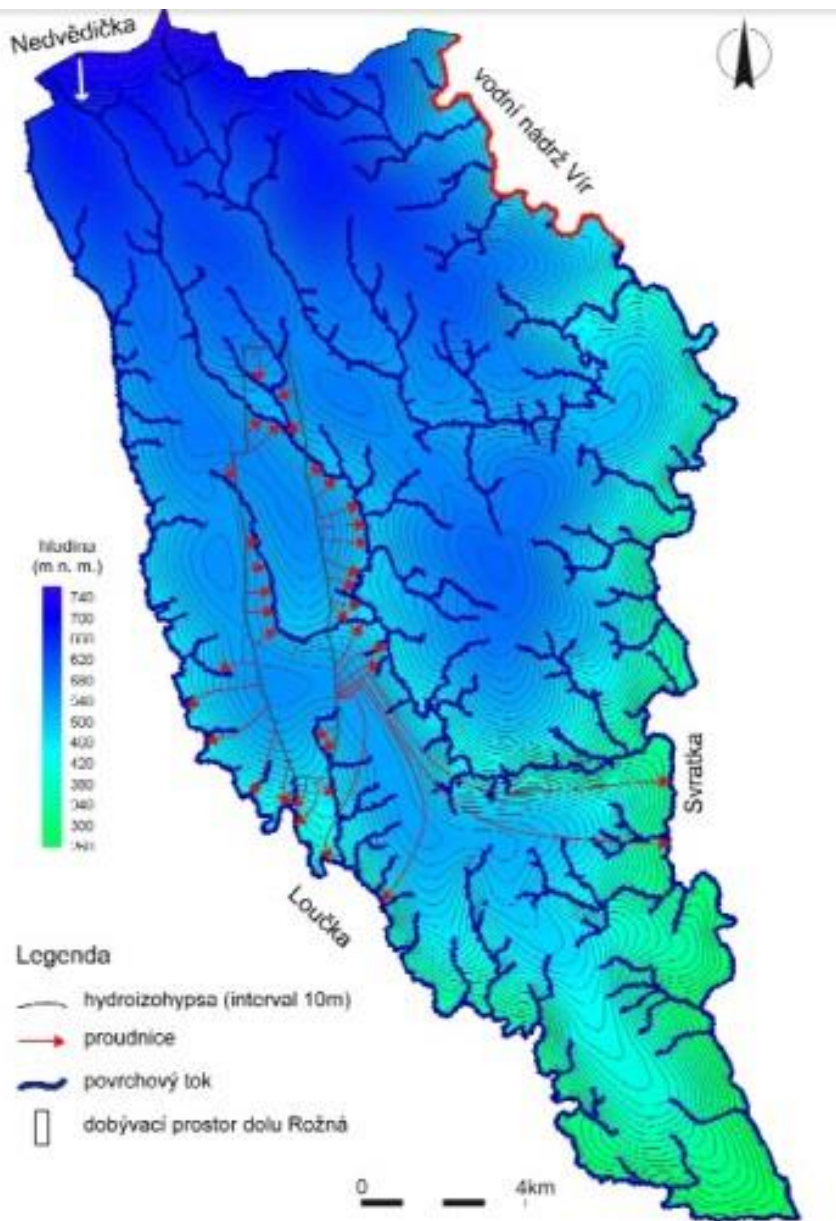 Nedvědička
vodní nádrž Vír
hladina
(m n. m.)
740
700
620
540
500
460
380
340
300
Svratka
Loučka
Legenda
hydroizohypsa (interval 10m)
proudnice
povrchový tok
dobývací prostor dolu Rožná
0 4km